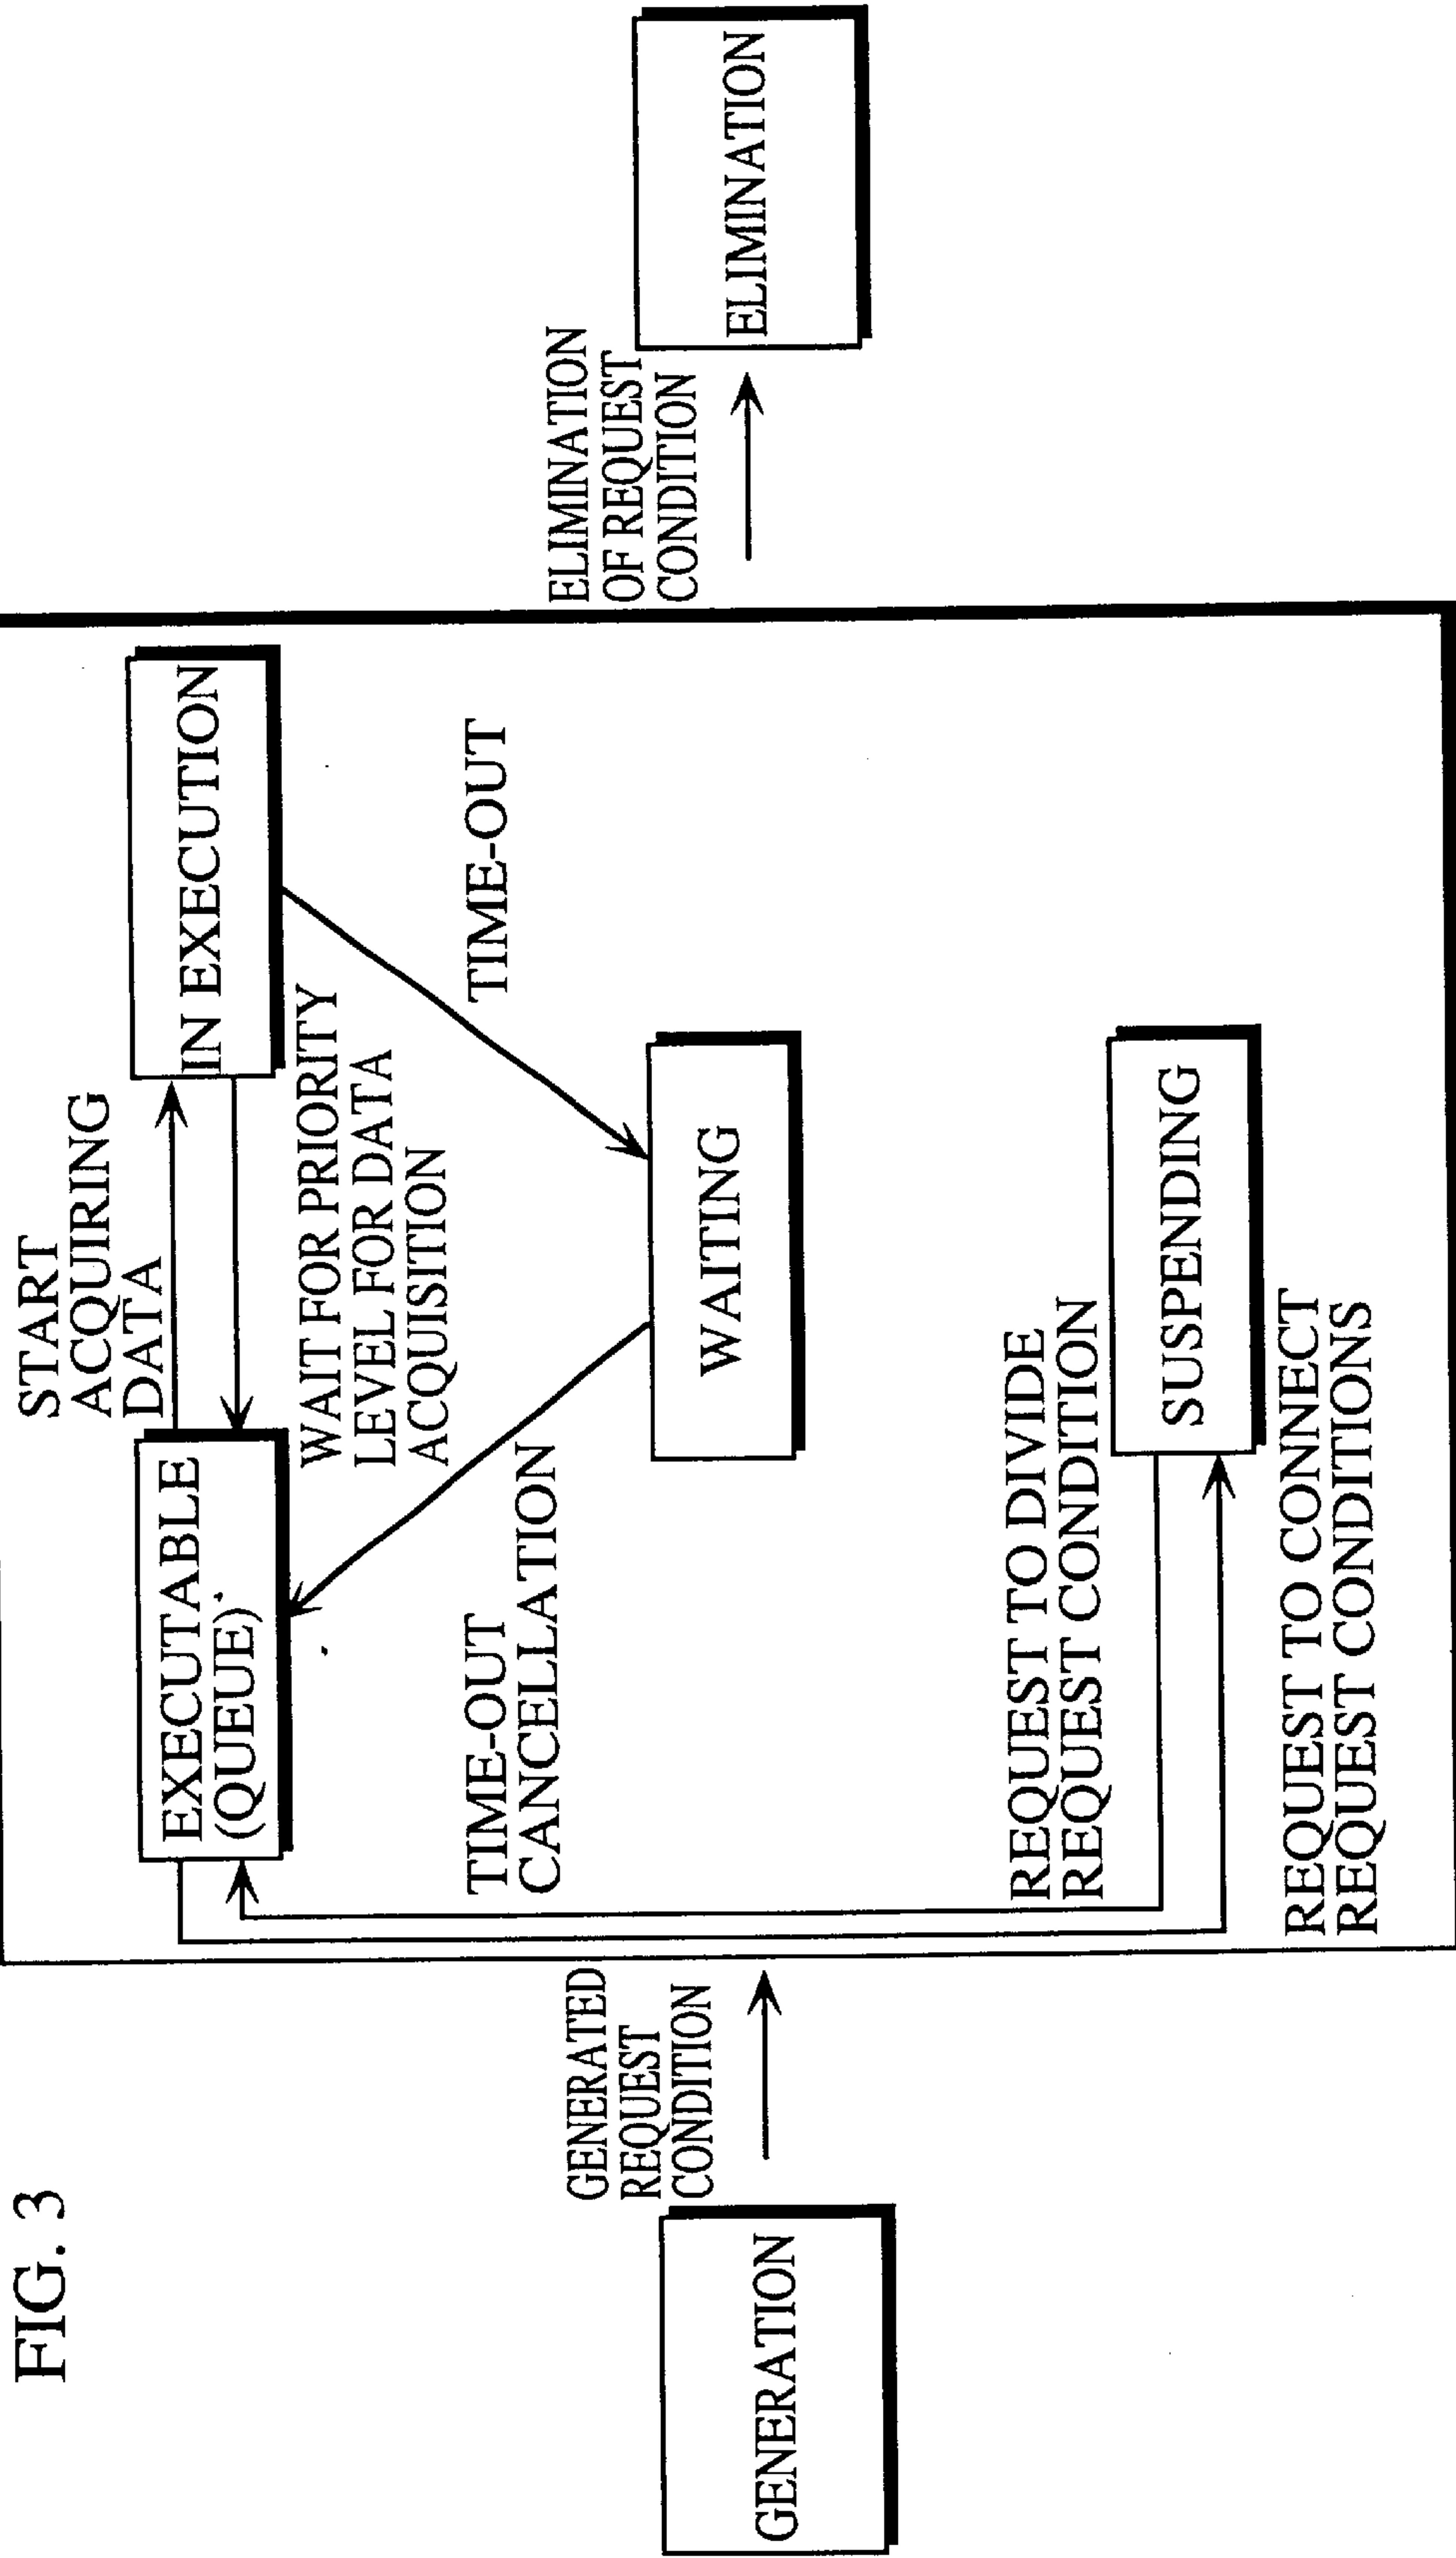 FIG. 3
START
ACQUIRING
DATA
EXECUTABLE
(QUEUE)
IN EXECUTION
WAIT FOR PRIORITY
LEVEL FOR DATA
ACQUISITION
TIME-OUT
CANCELLATION
TIME-OUT
GENERATED
REQUEST
CONDITION
GENERATION
WAITING
ELIMINATION
OF REQUEST
CONDITION
ELIMINATION
REQUEST TO DIVIDE
REQUEST CONDITION
SUSPENDING
REQUEST TO CONNECT
REQUEST CONDITIONS